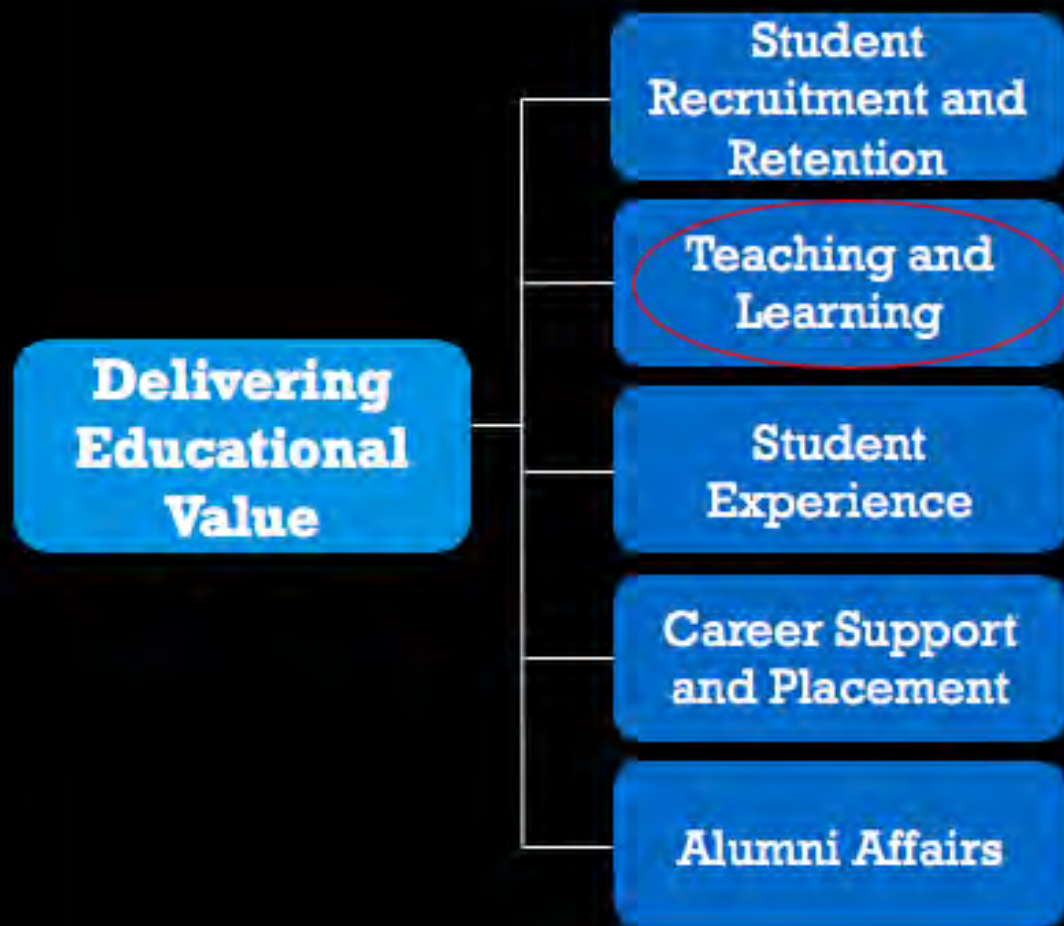 Delivering
Educational
Value
Student
Recruitment and
Retention
Teaching and
Learning
Student
Experience
Career Support
and Placement
Alumni Affairs